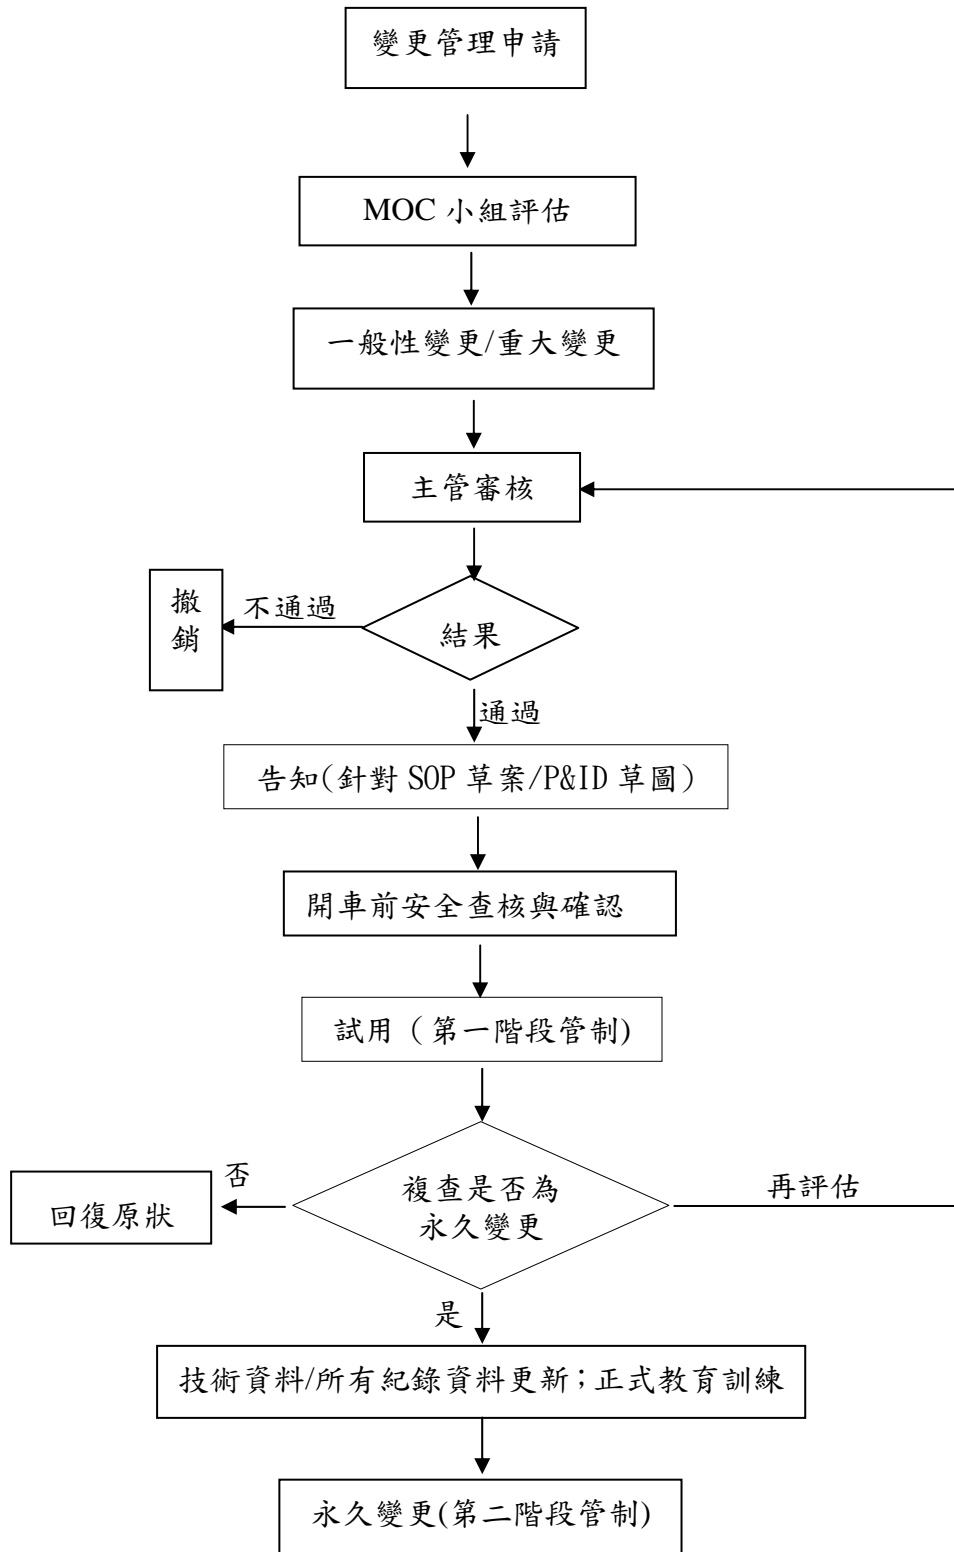 變更管理申請
MOC 小組評估
一般性變更/重大變更
主管審核
撤
銷
不通過
結果
通過
告知(針對 SOP 草案/P&ID 草圖)
開車前安全查核與確認
試用（第一階段管制)
否
複查是否為
永久變更
再評估
回復原狀
是
技術資料/所有紀錄資料更新；正式教育訓練
永久變更(第二階段管制)